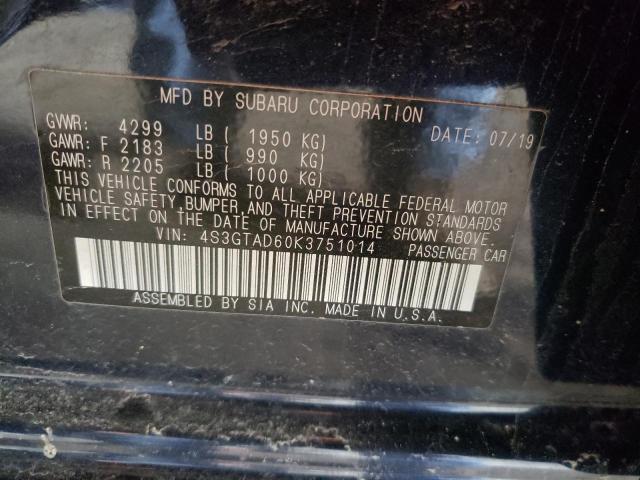 MFD BY SUBARU CORPORATION
GVWR: 4299 LB ( 1950 KG) DATE: 07/19
GAWR: F 2183 LB ( 990 KG)
GAWR: R 2205 LB ( 1000 KG)
THIS VEHICLE CONFORMS TO ALL APPLICABLE FEDERAL MOTOR
VEHICLE SAFETY, BUMPER, AND THEFT PREVENTION STANDARDS
IN EFFECT ON THE DATE OF MANUFACTURE SHOWN ABOVE.
VIN: 4S3GTAD60K3751014 PASSENGER CAR
ASSEMBLED BY SIA INC. MADE IN U.S.A.